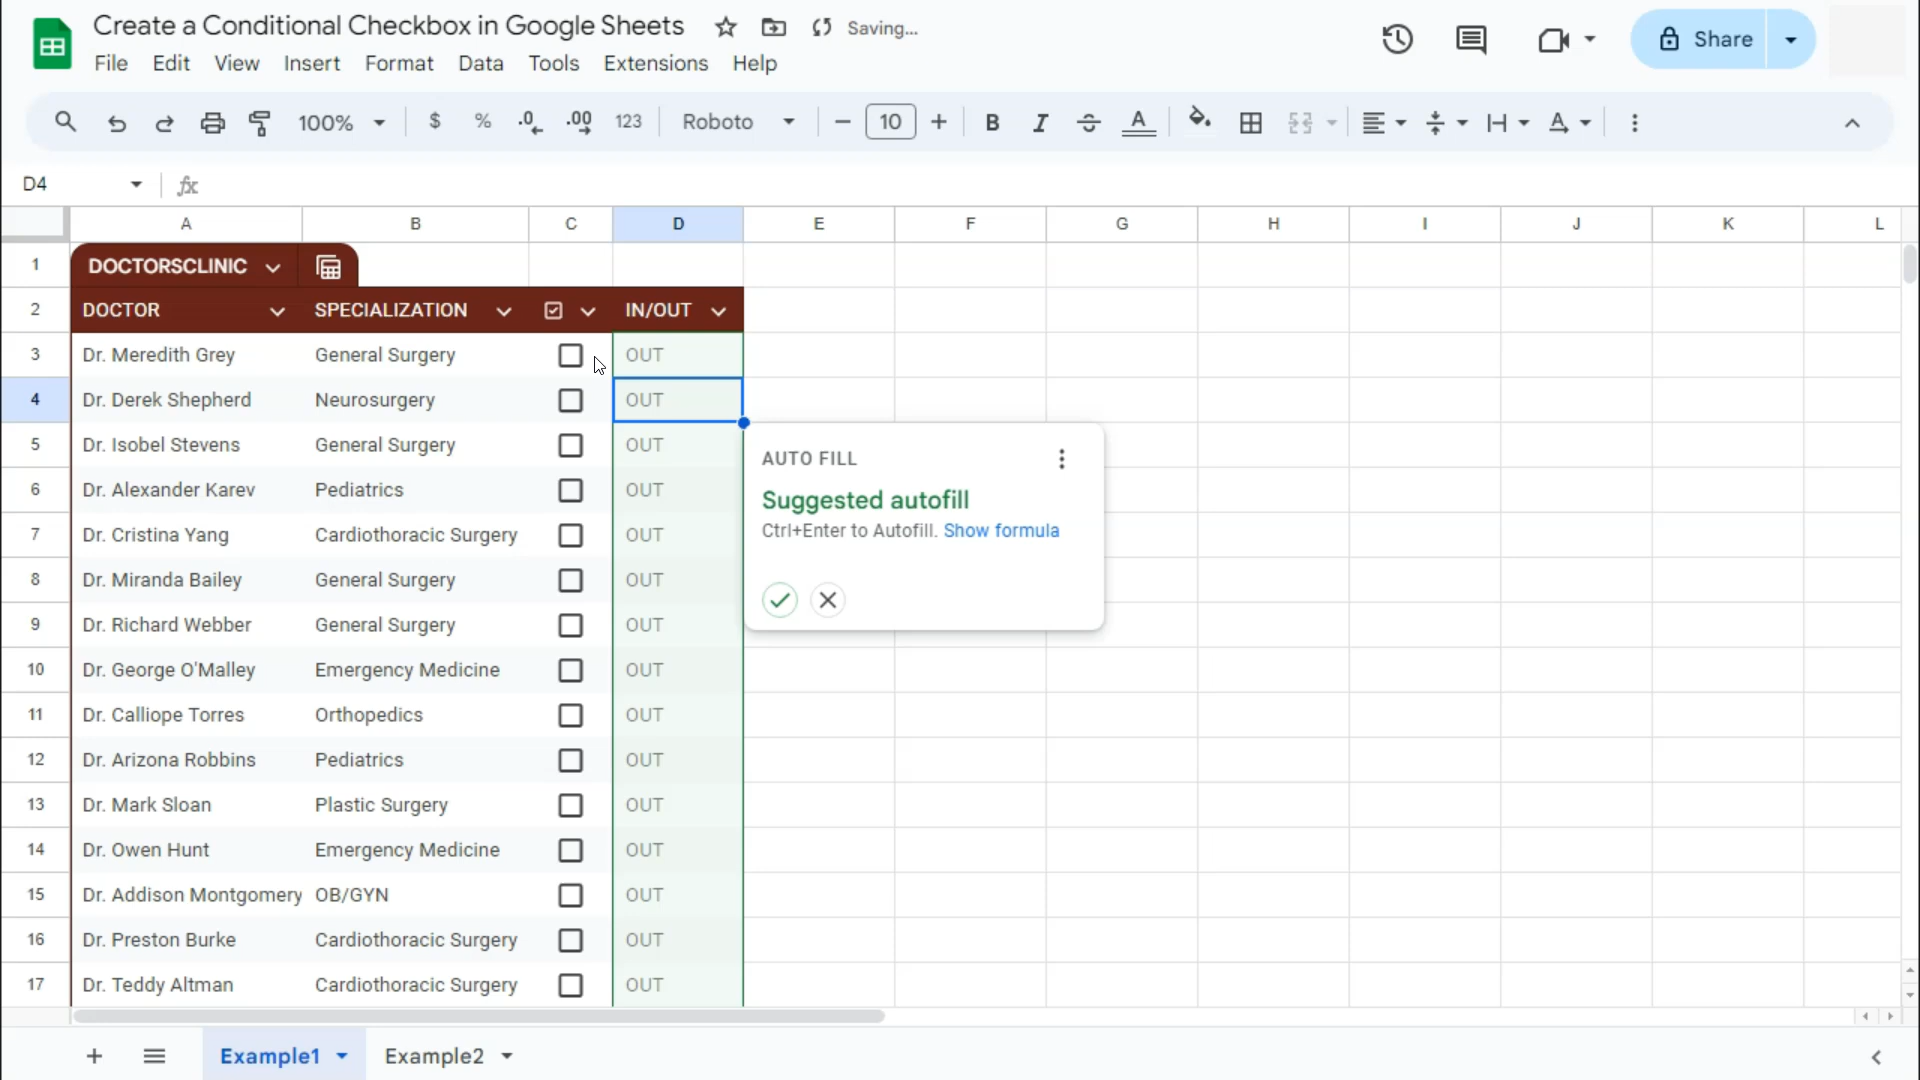 Create a Conditional Checkbox in Google Sheets Saving...
File Edit View Insert Format Data Tools Extensions Help
Share
100% $ % .0 .00 123 Roboto 10 B I A A
D4 fx
A B C D E F G H I J K L
1 DOCTORSCLINIC
2 DOCTOR SPECIALIZATION IN/OUT
3 Dr. Meredith Grey General Surgery OUT
4 Dr. Derek Shepherd Neurosurgery OUT
5 Dr. Isobel Stevens General Surgery OUT
6 Dr. Alexander Karev Pediatrics OUT
7 Dr. Cristina Yang Cardiothoracic Surgery OUT
8 Dr. Miranda Bailey General Surgery OUT
9 Dr. Richard Webber General Surgery OUT
10 Dr. George O'Malley Emergency Medicine OUT
11 Dr. Calliope Torres Orthopedics OUT
12 Dr. Arizona Robbins Pediatrics OUT
13 Dr. Mark Sloan Plastic Surgery OUT
14 Dr. Owen Hunt Emergency Medicine OUT
15 Dr. Addison Montgomery OB/GYN OUT
16 Dr. Preston Burke Cardiothoracic Surgery OUT
17 Dr. Teddy Altman Cardiothoracic Surgery OUT
AUTO FILL
Suggested autofill
Ctrl+Enter to Autofill. Show formula
Example1 Example2